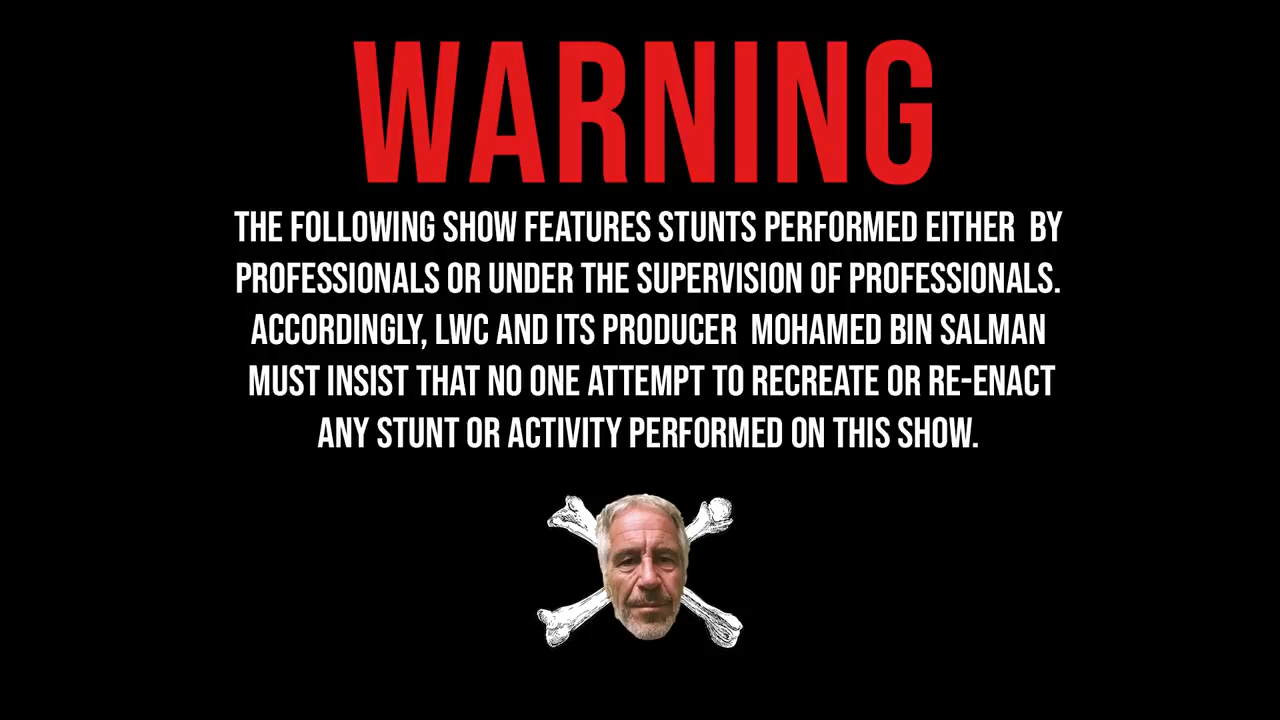 WARNING
THE FOLLOWING SHOW FEATURES STUNTS PERFORMED EITHER BY
PROFESSIONALS OR UNDER THE SUPERVISION OF PROFESSIONALS.
ACCORDINGLY, LWC AND ITS PRODUCER MOHAMED BIN SALMAN
MUST INSIST THAT NO ONE ATTEMPT TO RECREATE OR RE-ENACT
ANY STUNT OR ACTIVITY PERFORMED ON THIS SHOW.